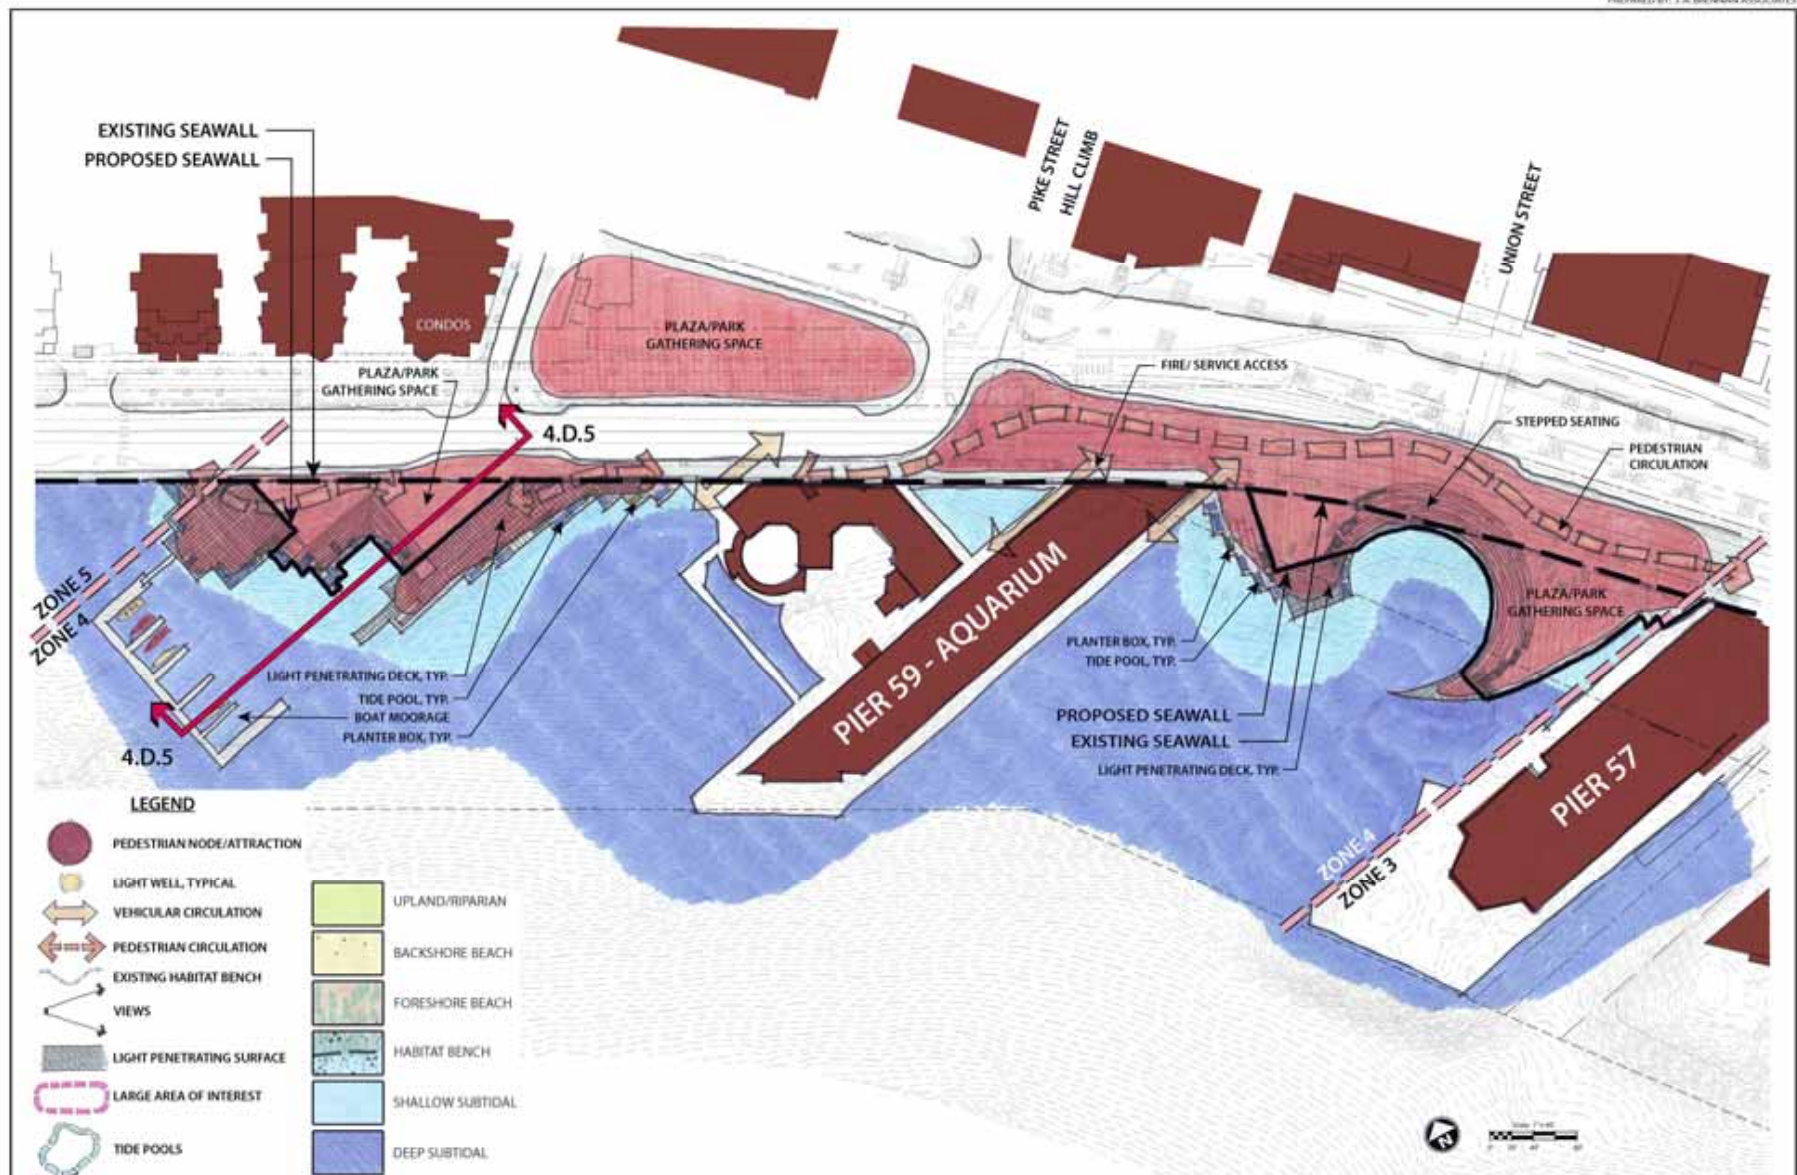 PREPARED BY: J.A. BRENNAN ASSOCIATES
EXISTING SEAWALL
PROPOSED SEAWALL
PIKE STREET
HILL CLIMB
UNION STREET
CONDOS
PLAZA/PARK
GATHERING SPACE
PLAZA/PARK
GATHERING SPACE
FIRE/ SERVICE ACCESS
4.D.5
STEPPED SEATING
PEDESTRIAN
CIRCULATION
ZONE 5
ZONE 4
PLAZA/PARK
GATHERING SPACE
PIER 59 - AQUARIUM
PLANTER BOX, TYP.
TIDE POOL, TYP.
LIGHT PENETRATING DECK, TYP.
TIDE POOL, TYP.
BOAT MOORAGE
PLANTER BOX, TYP.
PROPOSED SEAWALL
EXISTING SEAWALL
LIGHT PENETRATING DECK, TYP.
4.D.5
PIER 57
ZONE 4
ZONE 3
LEGEND
PEDESTRIAN NODE/ATTRACTION
LIGHT WELL, TYPICAL
VEHICULAR CIRCULATION
PEDESTRIAN CIRCULATION
EXISTING HABITAT BENCH
VIEWS
LIGHT PENETRATING SURFACE
LARGE AREA OF INTEREST
TIDE POOLS
UPLAND/RIPARIAN
BACKSHORE BEACH
FORESHORE BEACH
HABITAT BENCH
SHALLOW SUBTIDAL
DEEP SUBTIDAL
N